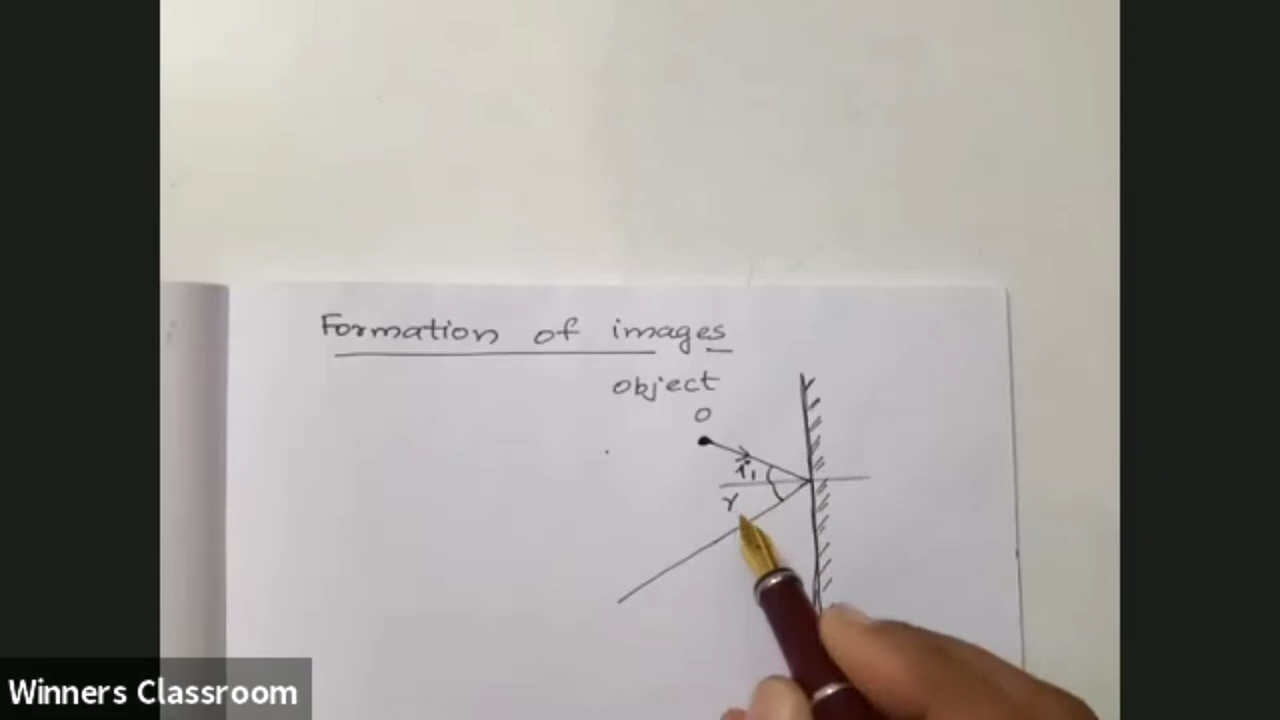 Formation of images
object
O
i₁
r
Winners Classroom